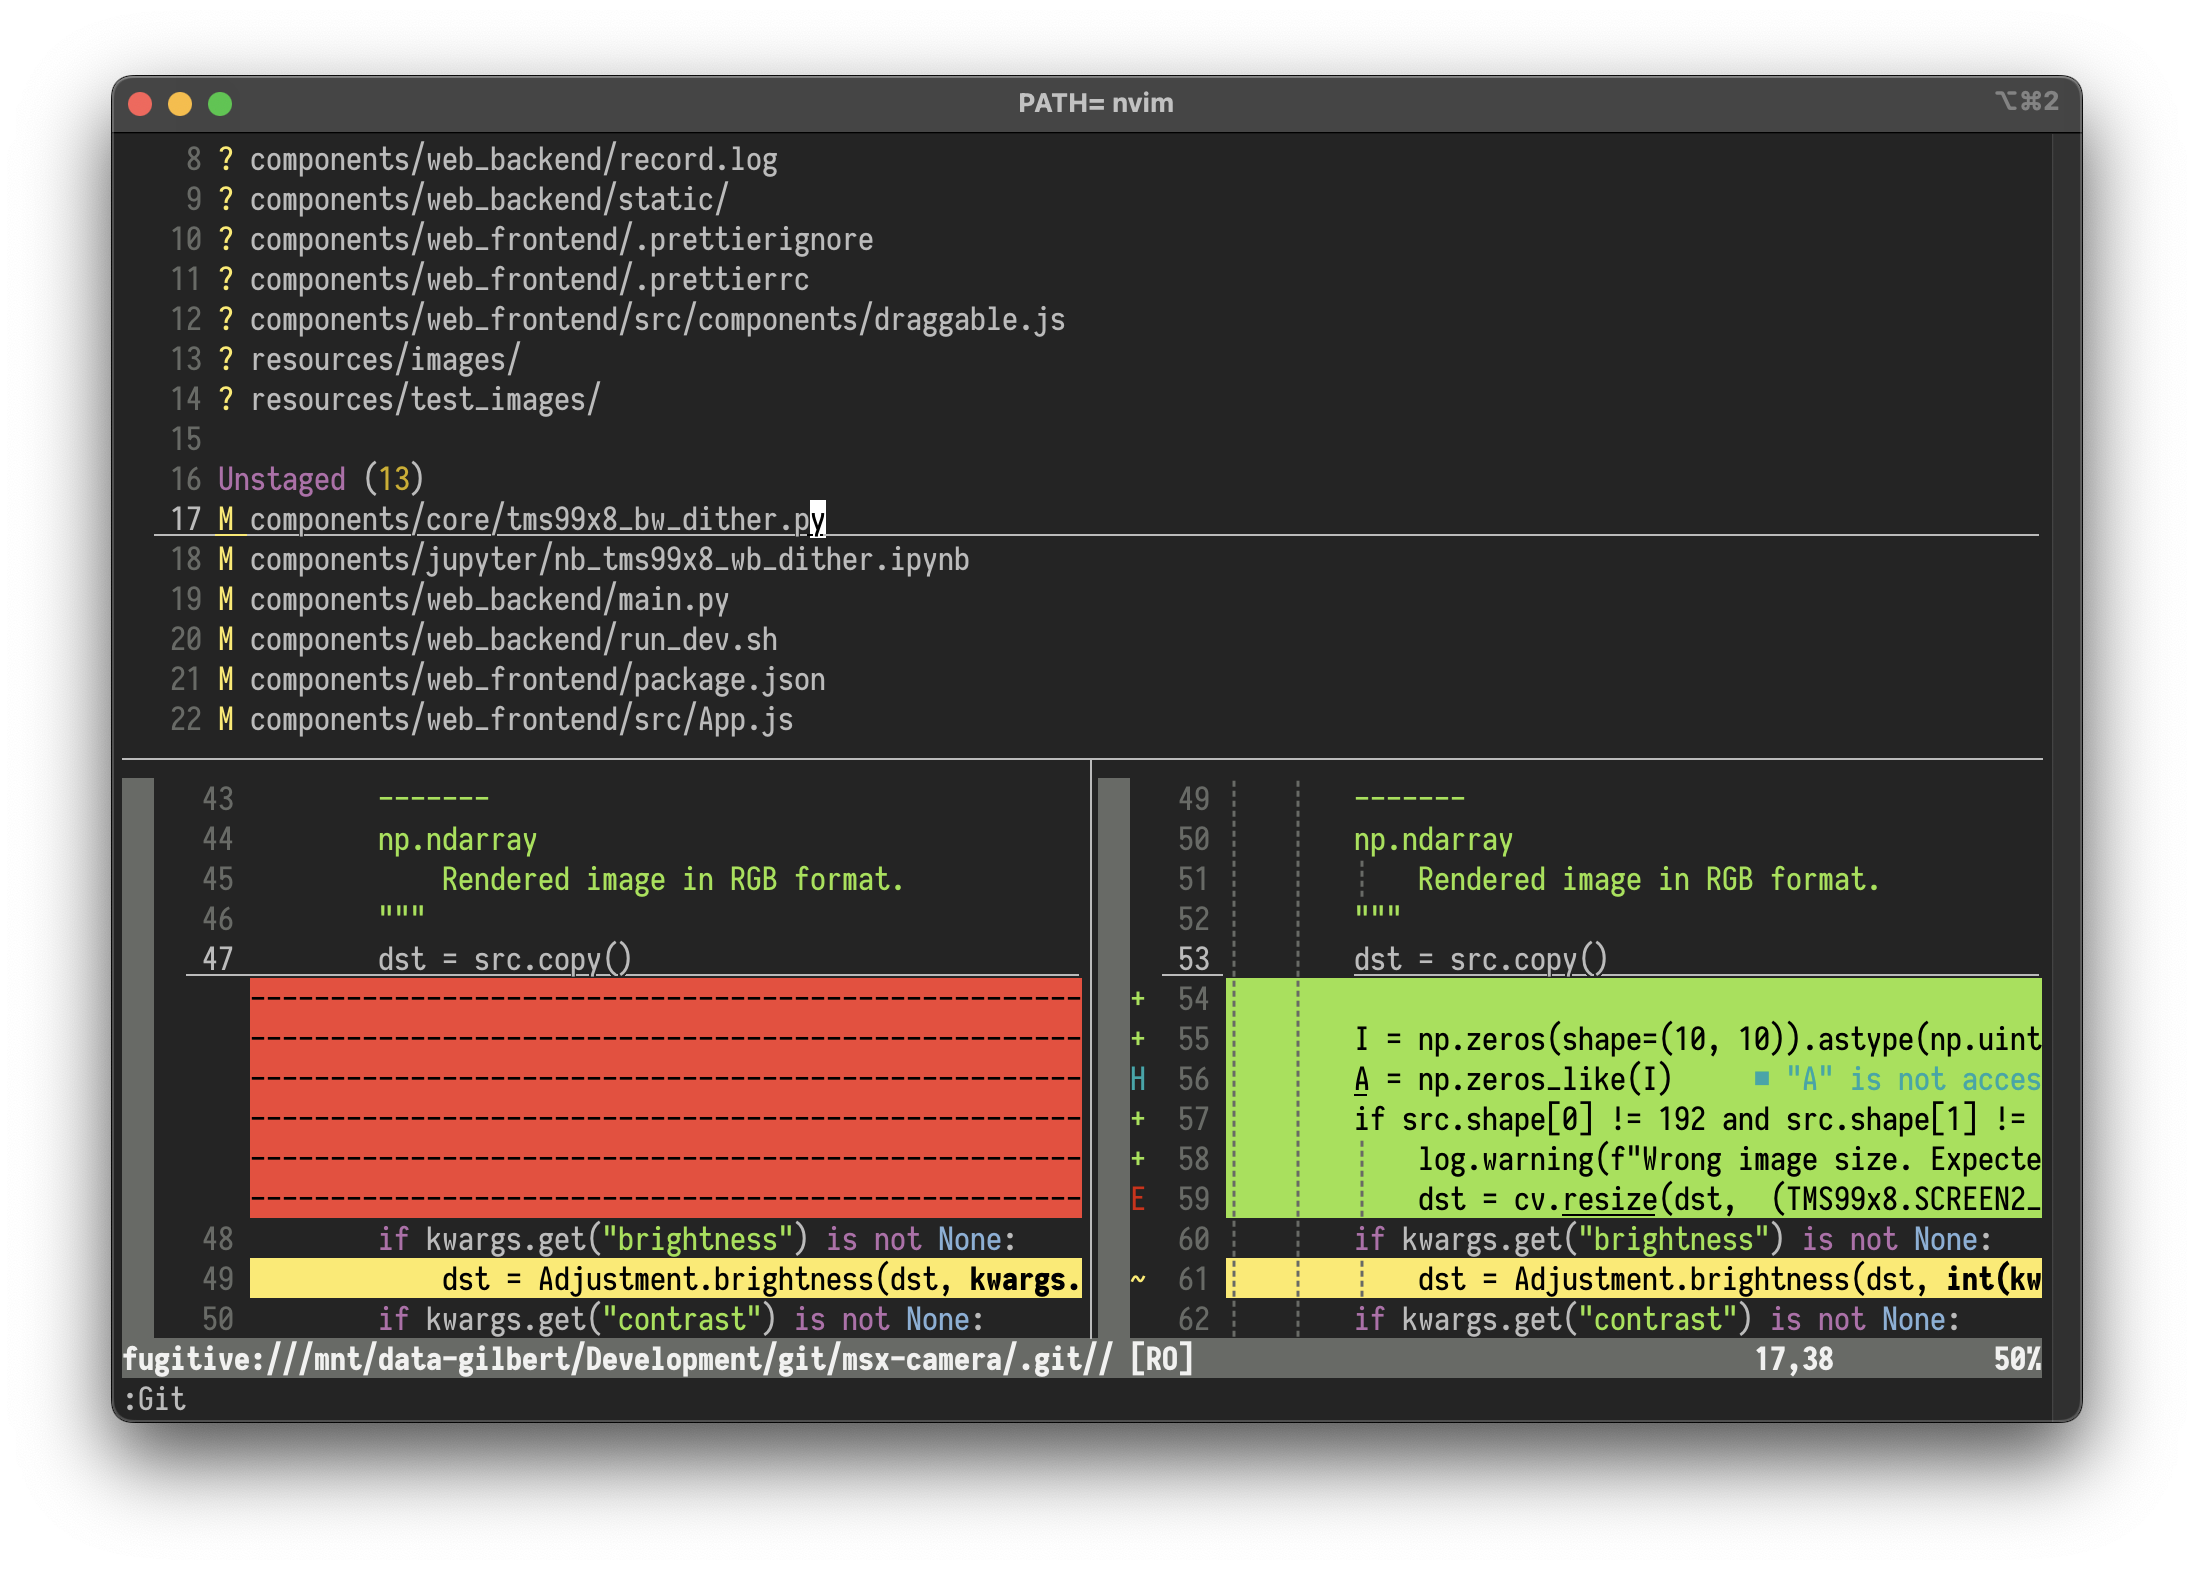 PATH= nvim
⌥⌘2
8 ? components/web_backend/record.log
9 ? components/web_backend/static/
10 ? components/web_frontend/.prettierignore
11 ? components/web_frontend/.prettierrc
12 ? components/web_frontend/src/components/draggable.js
13 ? resources/images/
14 ? resources/test_images/
15
16 Unstaged (13)
17 M components/core/tms99x8_bw_dither.py
18 M components/jupyter/nb_tms99x8_wb_dither.ipynb
19 M components/web_backend/main.py
20 M components/web_backend/run_dev.sh
21 M components/web_frontend/package.json
22 M components/web_frontend/src/App.js
43 -------
44 np.ndarray
45 Rendered image in RGB format.
46 """
47 dst = src.copy()
----------------------------------------------------
----------------------------------------------------
----------------------------------------------------
----------------------------------------------------
----------------------------------------------------
----------------------------------------------------
48 if kwargs.get("brightness") is not None:
49 dst = Adjustment.brightness(dst, kwargs.
50 if kwargs.get("contrast") is not None:
49 -------
50 np.ndarray
51 Rendered image in RGB format.
52 """
53 dst = src.copy()
+ 54
+ 55 I = np.zeros(shape=(10, 10)).astype(np.uint
H 56 A = np.zeros_like(I) ■ "A" is not acces
+ 57 if src.shape[0] != 192 and src.shape[1] !=
+ 58 log.warning(f"Wrong image size. Expecte
E 59 dst = cv.resize(dst, (TMS99x8.SCREEN2_
60 if kwargs.get("brightness") is not None:
~ 61 dst = Adjustment.brightness(dst, int(kw
62 if kwargs.get("contrast") is not None:
fugitive:///mnt/data-gilbert/Development/git/msx-camera/.git// [RO] 17,38 50%
:Git